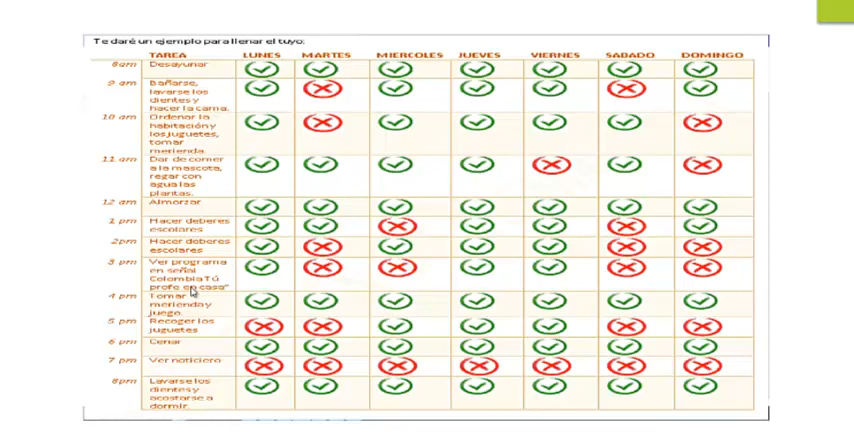 Te daré un ejemplo para llenar el tuyo:
TAREA LUNES MARTES MIERCOLES JUEVES VIERNES SABADO DOMINGO
8am Desayunar
9 am Bañarse,
lavarse los
dientes y
hacer la cama.
10 am Ordenar la
habitación y
los juguetes,
tomar
merienda.
11 am Dar de comer
a la mascota,
regar con
agua las
plantas.
12 am Almorzar
1 pm Hacer deberes
escolares
2pm Hacer deberes
escolares
3 pm Ver programa
en señal
Colombia Tú
profe en casa"
4 pm Tomar
merienda y
juego
5 pm Recoger los
juguetes
6 pm Cenar
7 pm Ver noticiero
8pm Lavarse los
dientes y
acostarse a
dormir.